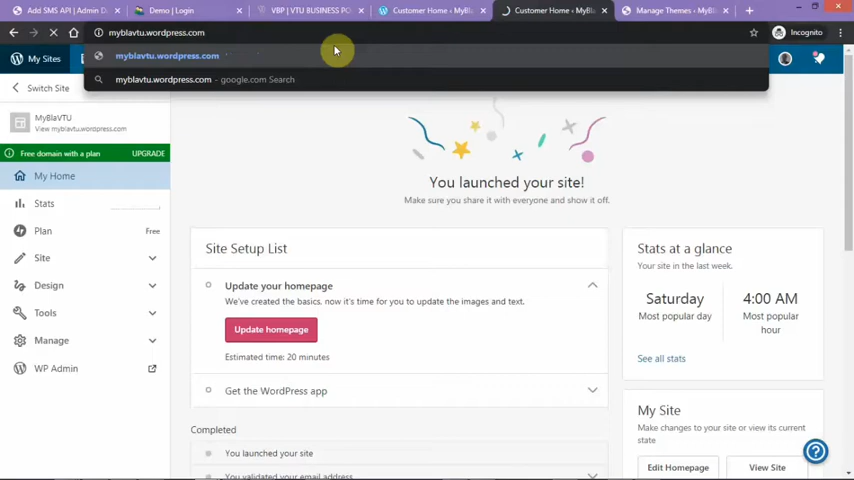 Add SMS API | Admin D
Demo | Login
VBP | VTU BUSINESS PO
Customer Home ‹ MyBl
Customer Home ‹ MyBla
Manage Themes ‹ MyBL
myblavtu.wordpress.com
Incognito
myblavtu.wordpress.com
myblavtu.wordpress.com - google.com Search
My Sites
Switch Site
MyBlaVTU
View myblavtu.wordpress.com
Free domain with a plan UPGRADE
My Home
Stats
Plan Free
Site
Design
Tools
Manage
WP Admin
You launched your site!
Make sure you share it with everyone and show it off.
Site Setup List
Update your homepage
We've created the basics, now it's time for you to update the images and text.
Update homepage
Estimated time: 20 minutes
Get the WordPress app
Completed
You launched your site
You validated your email address
Stats at a glance
Your site in the last week.
Saturday
Most popular day
4:00 AM
Most popular hour
See all stats
My Site
Make changes to your site or view its current state
Edit Homepage
View Site